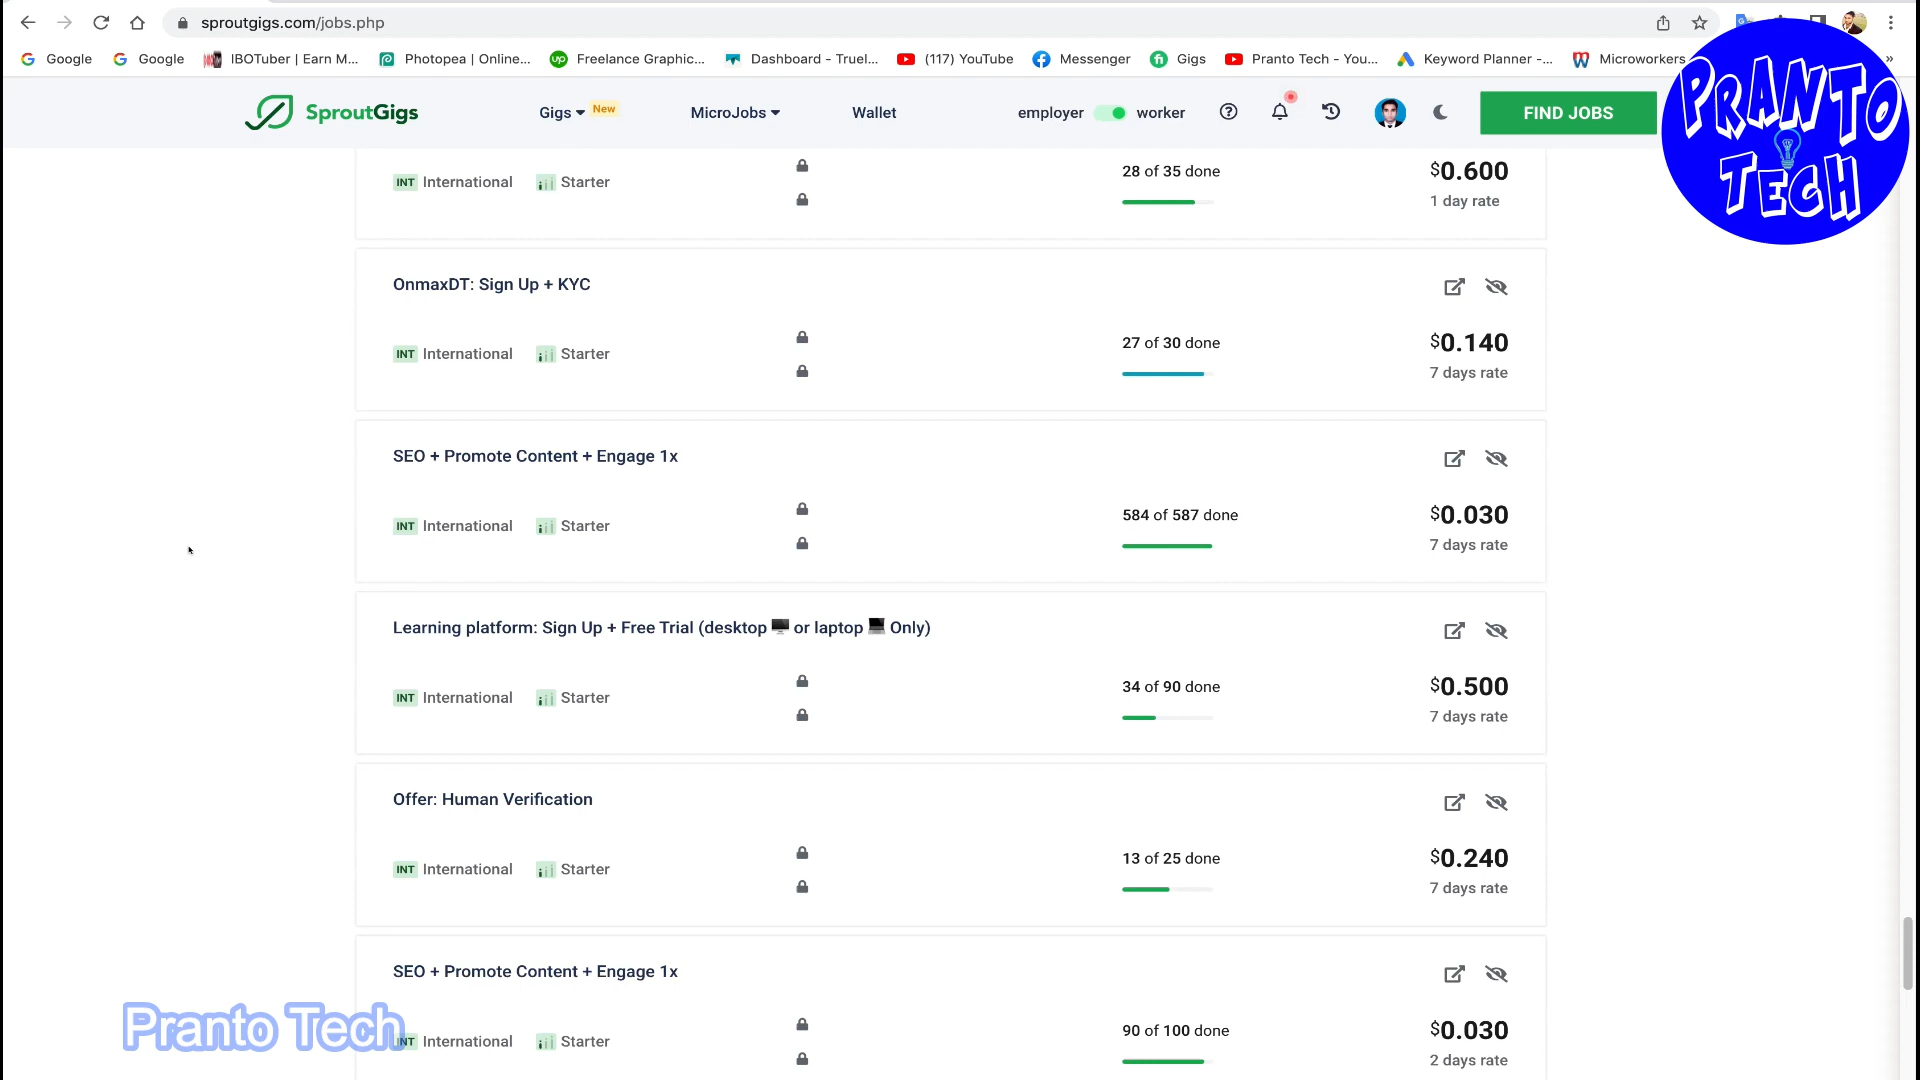 sproutgigs.com/jobs.php
Google
Google
IBOTuber | Earn M...
Photopea | Online...
Freelance Graphic...
Dashboard - Truel...
(117) YouTube
Messenger
Gigs
Pranto Tech - You...
Keyword Planner -...
Microworkers
»
SproutGigs
Gigs New
MicroJobs
Wallet
employer worker
FIND JOBS
PRANTO
TECH
INT International Starter
28 of 35 done
$0.600
1 day rate
OnmaxDT: Sign Up + KYC
INT International Starter
27 of 30 done
$0.140
7 days rate
SEO + Promote Content + Engage 1x
INT International Starter
584 of 587 done
$0.030
7 days rate
Learning platform: Sign Up + Free Trial (desktop 🖥️ or laptop 💻 Only)
INT International Starter
34 of 90 done
$0.500
7 days rate
Offer: Human Verification
INT International Starter
13 of 25 done
$0.240
7 days rate
SEO + Promote Content + Engage 1x
Pranto Tech
NT International Starter
90 of 100 done
$0.030
2 days rate